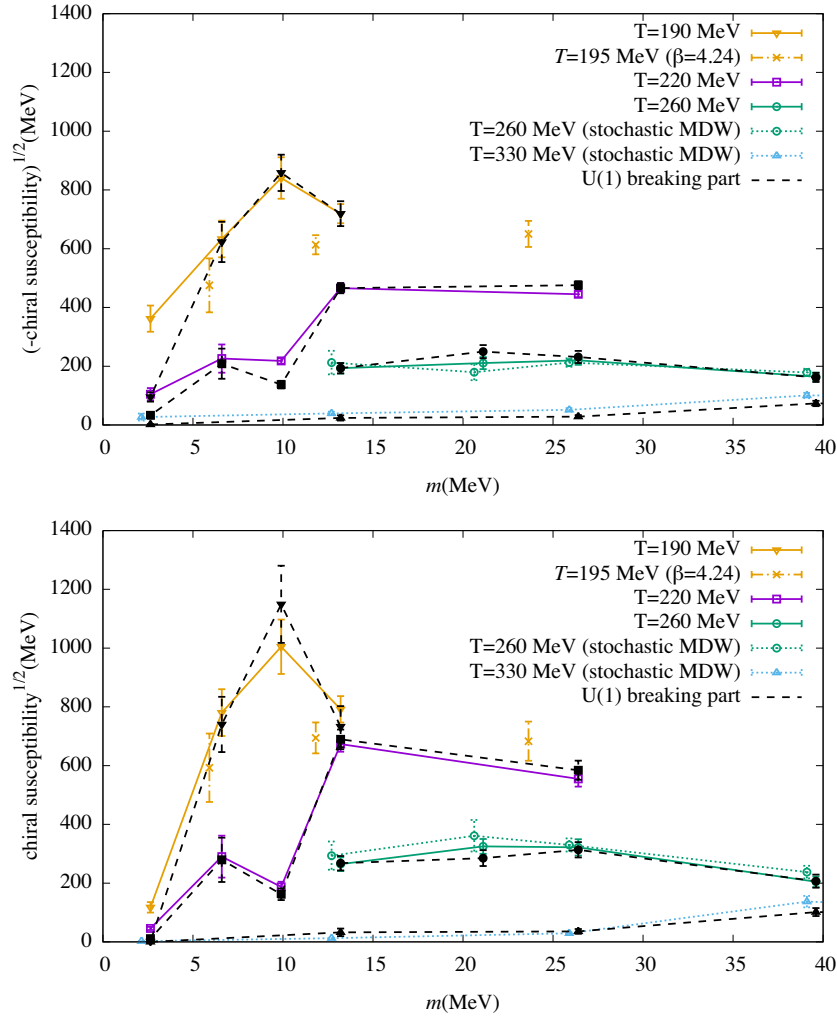 1400
1200
1000
800
600
400
200
0
(-chiral susceptibility)^{1/2}(MeV)
T=190 MeV
T=195 MeV (β=4.24)
T=220 MeV
T=260 MeV
T=260 MeV (stochastic MDW)
T=330 MeV (stochastic MDW)
U(1) breaking part
0 5 10 15 20 25 30 35 40
m(MeV)
1400
1200
1000
800
600
400
200
0
chiral susceptibility^{1/2}(MeV)
T=190 MeV
T=195 MeV (β=4.24)
T=220 MeV
T=260 MeV
T=260 MeV (stochastic MDW)
T=330 MeV (stochastic MDW)
U(1) breaking part
0 5 10 15 20 25 30 35 40
m(MeV)